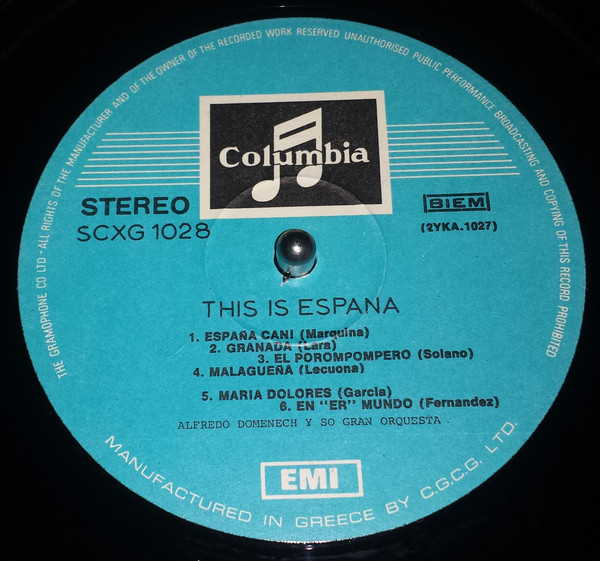 THE GRAMOPHONE CO LTD - ALL RIGHTS OF THE MANUFACTURER AND OF THE OWNER OF THE RECORDED WORK RESERVED UNAUTHORISED PUBLIC PERFORMANCE BROADCASTING AND COPYING OF THIS RECORD PROHIBITED
Columbia
STEREO
SCXG 1028
BIEM
(2YKA.1027)
THIS IS ESPANA
1. ESPAÑA CANI (Marquina)
2. GRANADA (Lara)
3. EL POROMPOMPERO (Solano)
4. MALAGUEÑA (Lecuona)
5. MARIA DOLORES (Garcia)
6. EN "ER" MUNDO (Fernandez)
ALFREDO DOMENECH Y SO GRAN ORQUESTA.
EMI
MANUFACTURED IN GREECE BY C.G.C.G. LTD.